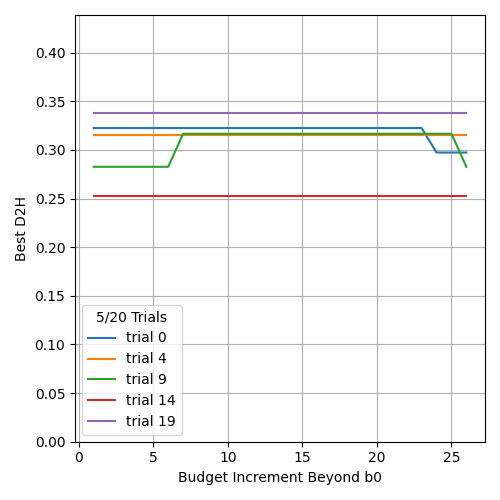 0.40
0.35
0.30
0.25
0.20
0.15
0.10
0.05
0.00
Best D2H
5/20 Trials
trial 0
trial 4
trial 9
trial 14
trial 19
0 5 10 15 20 25
Budget Increment Beyond b0